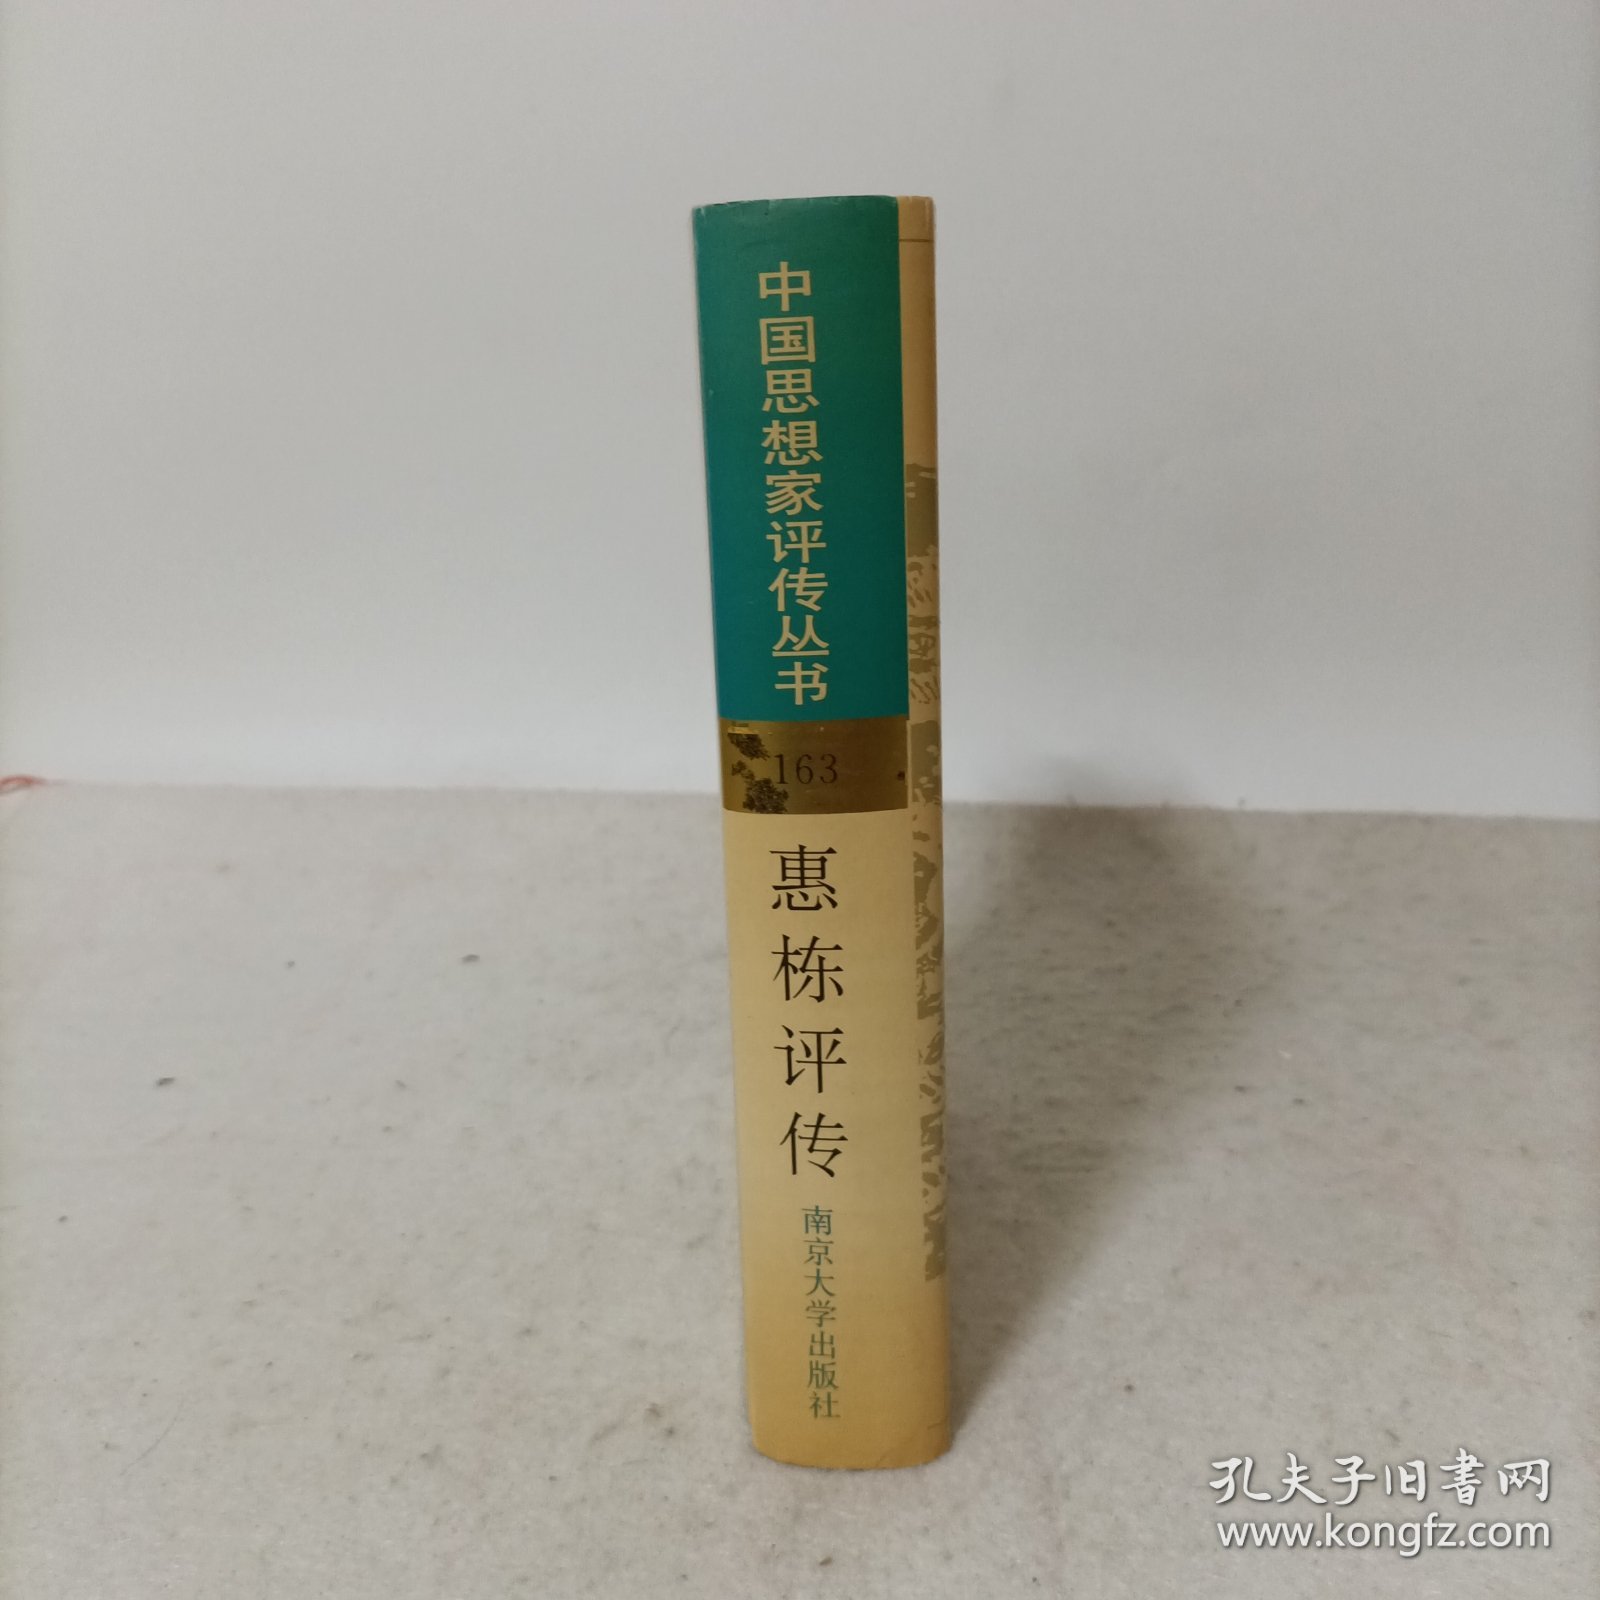 中国思想家评传丛书
163
惠栋评传
南京大学出版社
孔夫子旧書网
www.kongfz.com